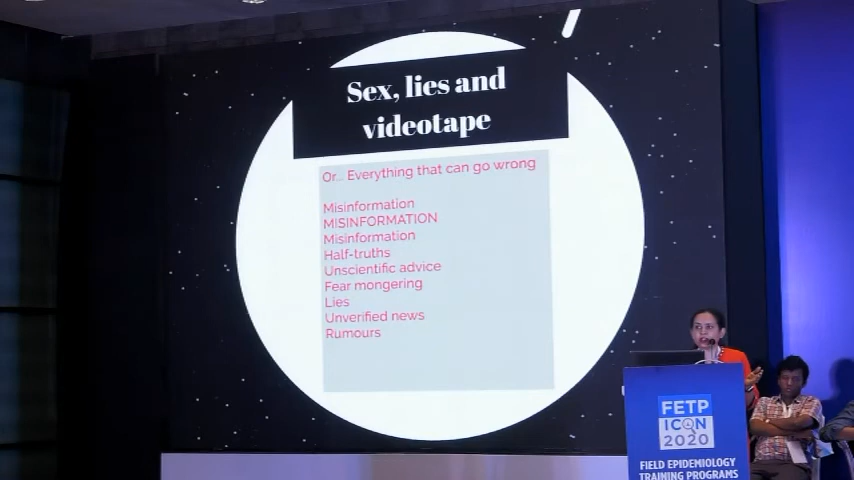 Sex, lies and
videotape
Or... Everything that can go wrong
Misinformation
MISINFORMATION
Misinformation
Half-truths
Unscientific advice
Fear mongering
Lies
Unverified news
Rumours
FETP
ICON
2020
FIELD EPIDEMIOLOGY
TRAINING PROGRAMS